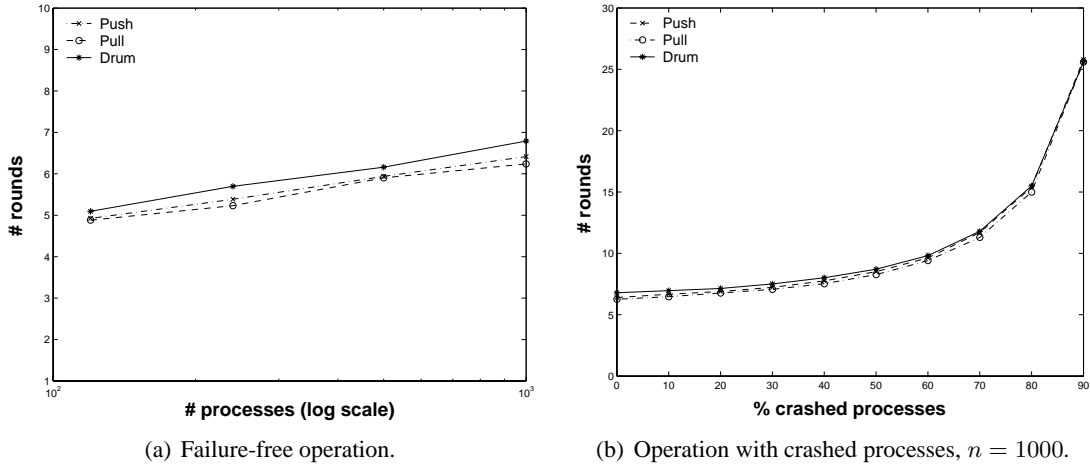 10
9
8
7
6
5
4
3
2
1
# rounds
Push
Pull
Drum
10²
10³
# processes (log scale)
(a) Failure-free operation.
30
25
20
15
10
5
0
# rounds
Push
Pull
Drum
0 10 20 30 40 50 60 70 80 90
% crashed processes
(b) Operation with crashed processes, n = 1000.